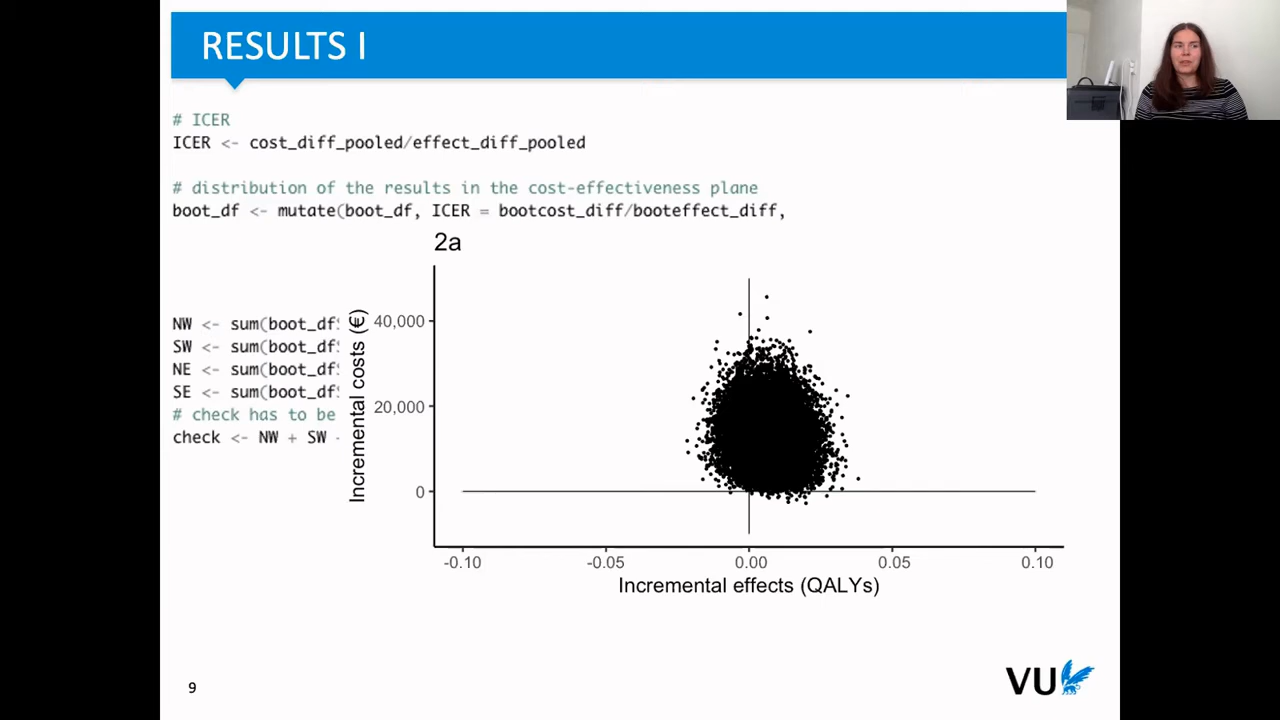 RESULTS I
# ICER
ICER <- cost_diff_pooled/effect_diff_pooled
# distribution of the results in the cost-effectiveness plane
boot_df <- mutate(boot_df, ICER = bootcost_diff/booteffect_diff,
2a
NW <- sum(boot_df
SW <- sum(boot_df
NE <- sum(boot_df
SE <- sum(boot_df
# check has to be
check <- NW + SW
Incremental costs (€)
40,000
20,000
0
-0.10 -0.05 0.00 0.05 0.10
Incremental effects (QALYs)
9
VU